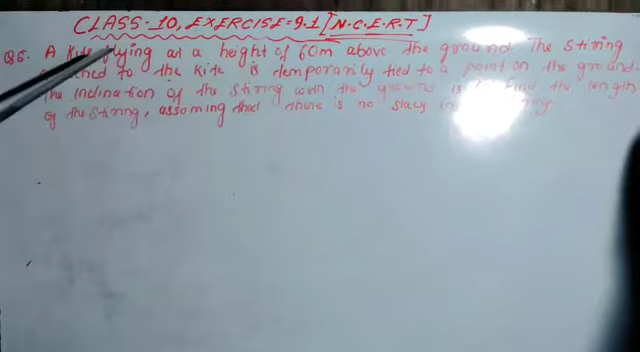 CLASS-10, EXERCISE=9.1 [N.C.E.R.T]
Q5. A Kite flying at a height of 60m above the ground. The string
to the kite is temporarily tied to a point on the ground.
The inclination of the string with the ground is Find the length
of the string, assuming that there is no slack in